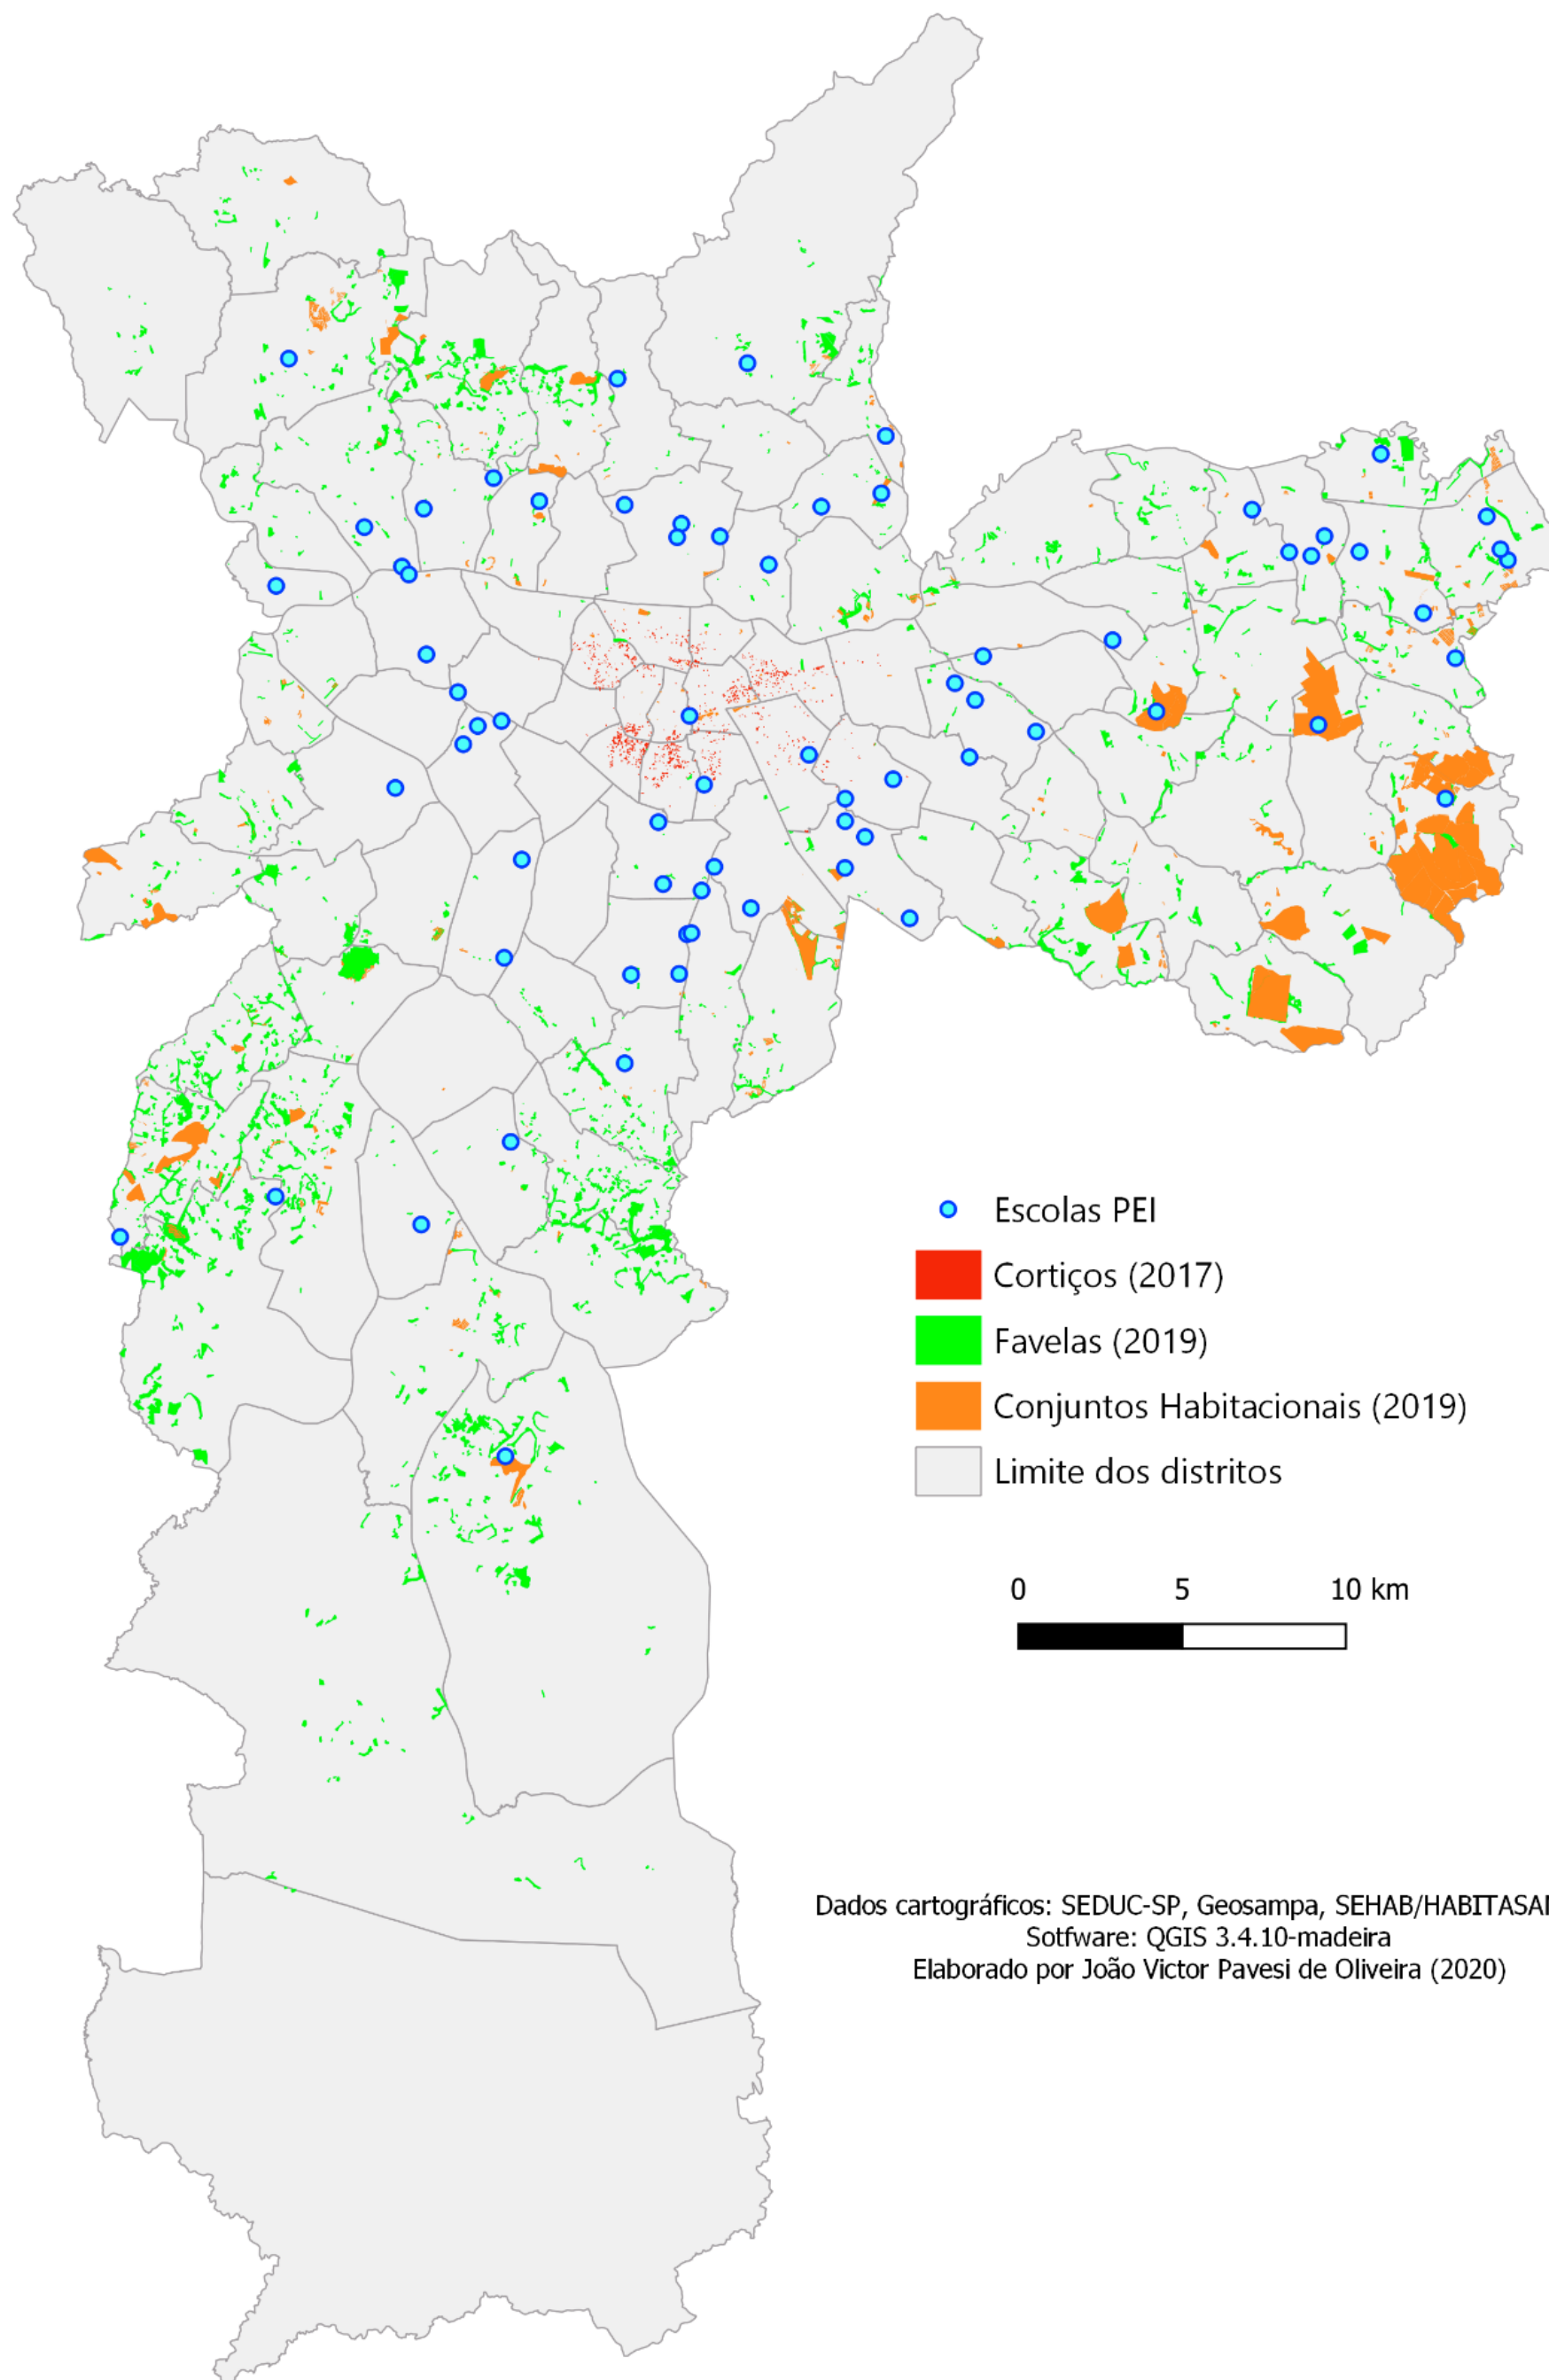 Escolas PEI
Cortiços (2017)
Favelas (2019)
Conjuntos Habitacionais (2019)
Limite dos distritos
0 5 10 km
Dados cartográficos: SEDUC-SP, Geosampa, SEHAB/HABITASA
Sotfware: QGIS 3.4.10-madeira
Elaborado por João Victor Pavesi de Oliveira (2020)